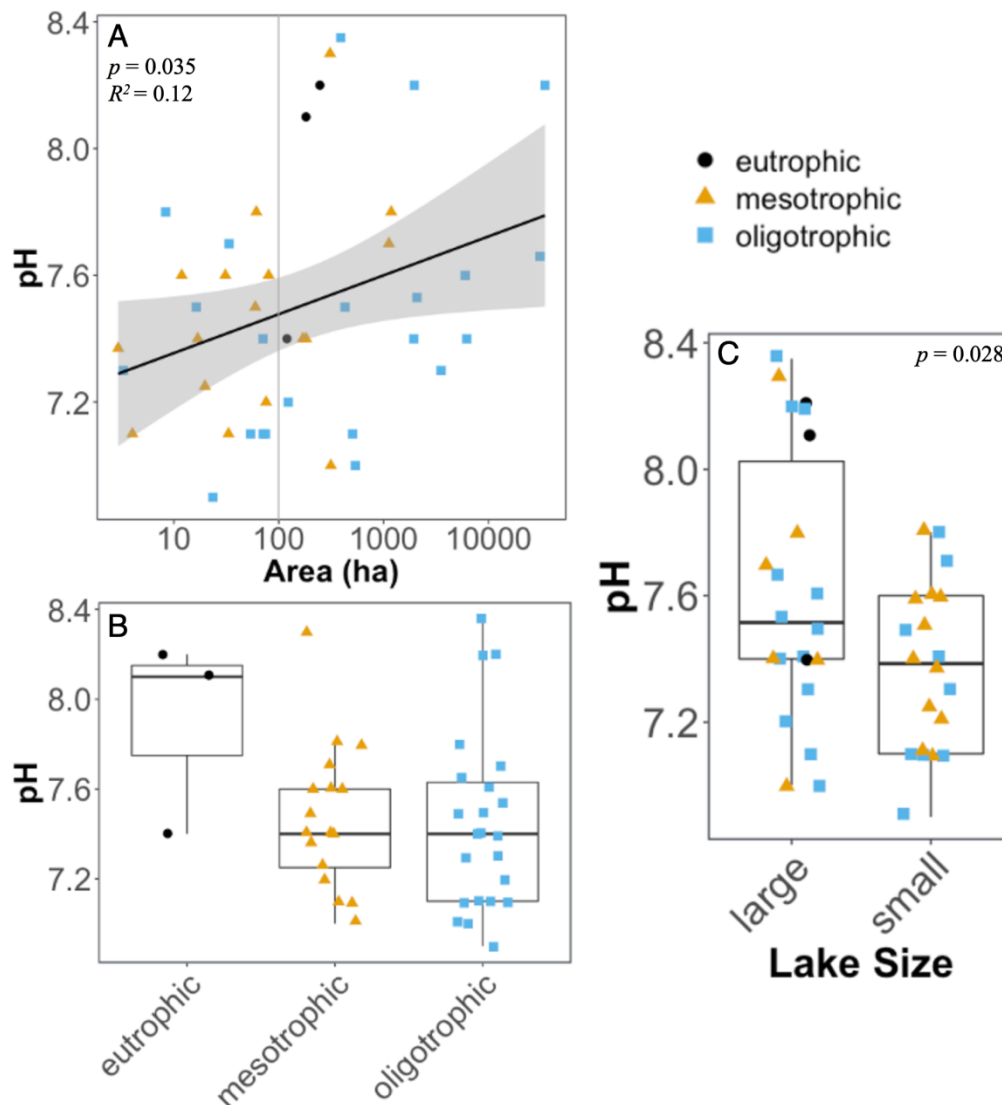 A
p = 0.035
R² = 0.12
8.4
8.0
7.6
7.2
pH
10
100
1000
10000
Area (ha)
eutrophic
mesotrophic
oligotrophic
B
8.4
8.0
7.6
7.2
pH
eutrophic
mesotrophic
oligotrophic
C
p = 0.028
8.4
8.0
7.6
7.2
pH
large
small
Lake Size